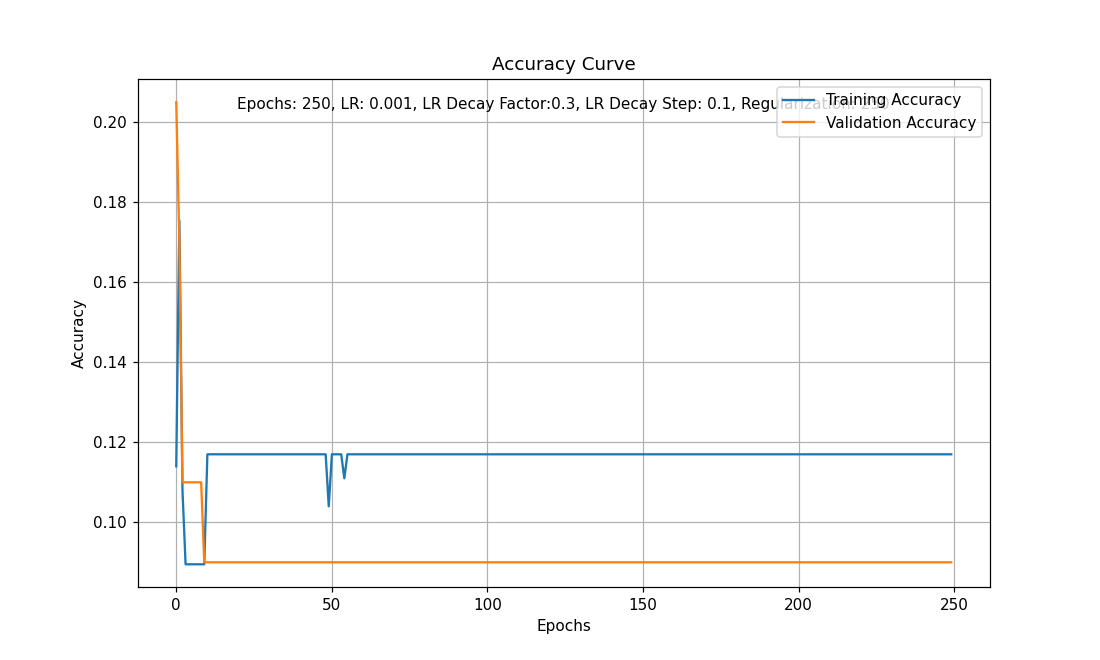 Accuracy Curve
Epochs: 250, LR: 0.001, LR Decay Factor:0.3, LR Decay Step: 0.1, Regularization: 250
Training Accuracy
Validation Accuracy
Accuracy
0.20
0.18
0.16
0.14
0.12
0.10
0 50 100 150 200 250
Epochs